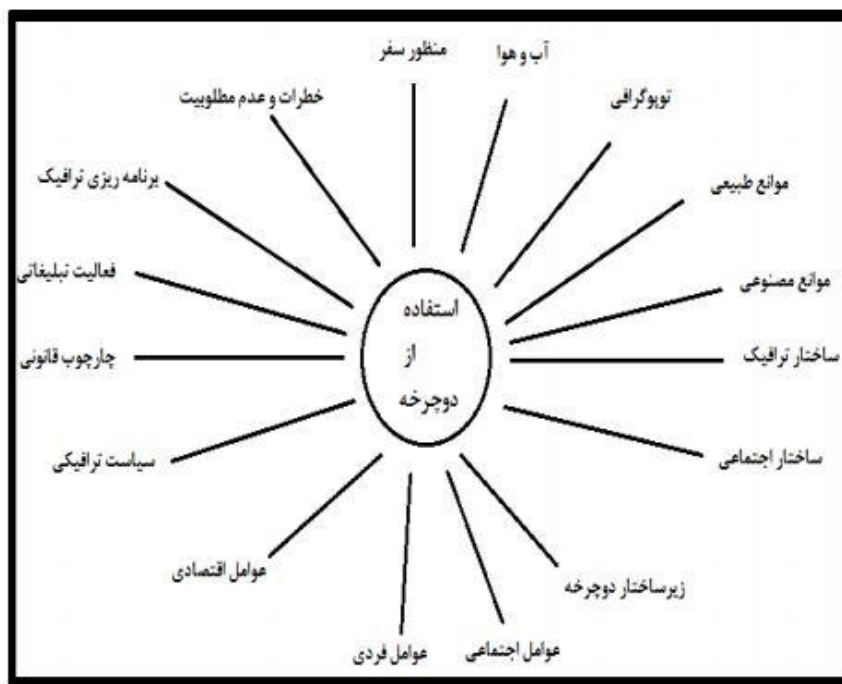 منظور سفر
آب و هوا
توپوگرافی
موانع طبیعی
موانع مصنوعی
ساختار ترافیک
ساختار اجتماعی
زیرساختار دوچرخه
عوامل اجتماعی
عوامل فردی
عوامل اقتصادی
سیاست ترافیکی
چارچوب قانونی
فعالیت تبلیغاتی
برنامه ریزی ترافیک
خطرات و عدم مطلوبیت
استفاده
از
دوچرخه